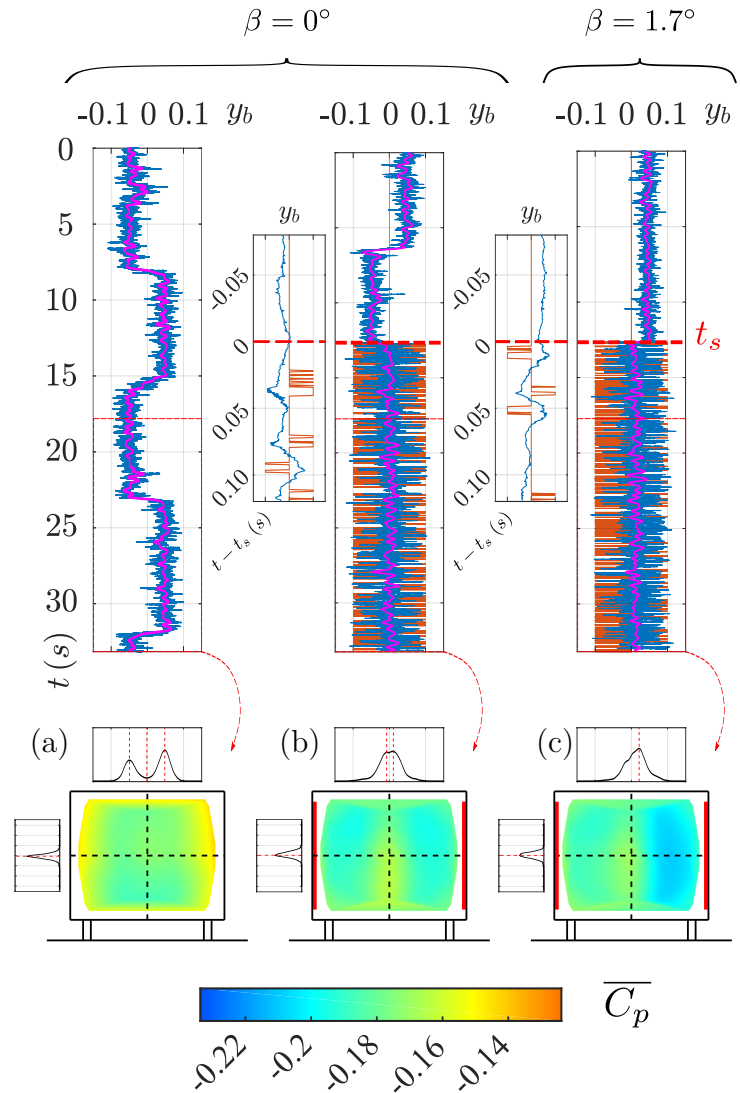 β = 0° β = 1.7°
-0.1 0 0.1 y_b -0.1 0 0.1 y_b -0.1 0 0.1 y_b
0
5
10
15
20
25
30
t (s)
y_b
-0.05
0
0.05
0.10
t − t_s (s)
y_b
-0.05
0
0.05
0.10
t − t_s (s)
t_s
(a) (b) (c)
C_p
-0.22 -0.2 -0.18 -0.16 -0.14